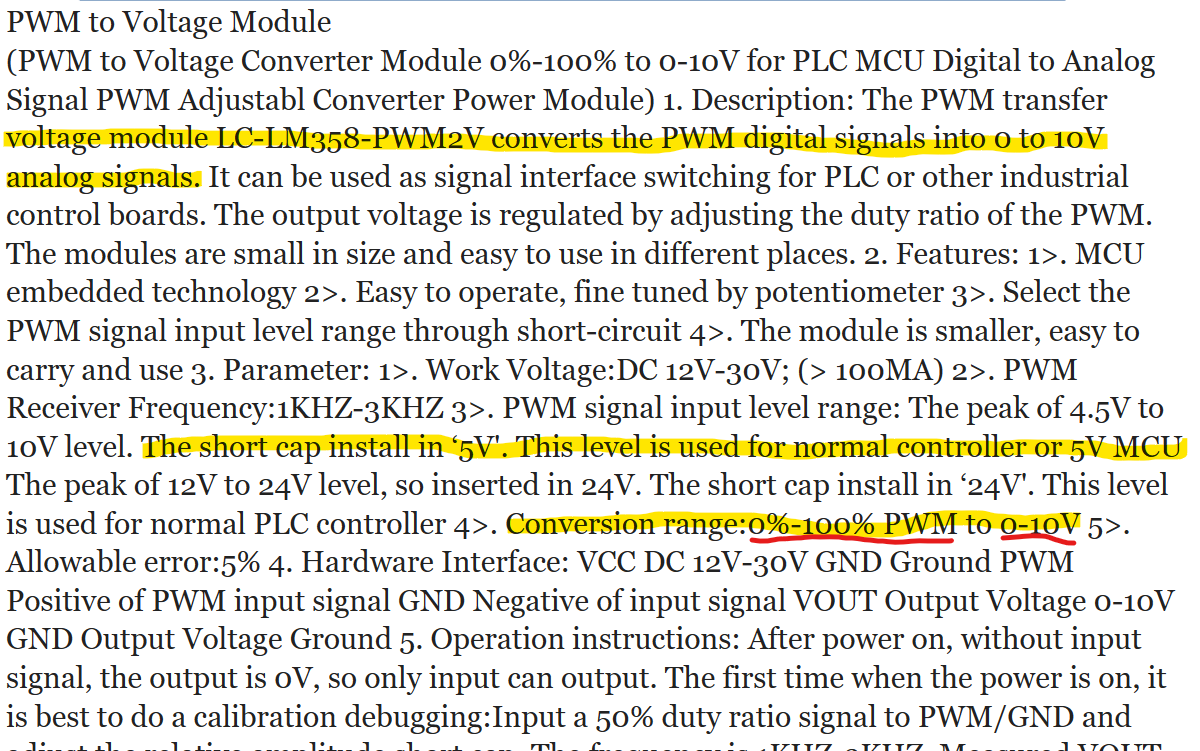 PWM to Voltage Module
(PWM to Voltage Converter Module 0%-100% to 0-10V for PLC MCU Digital to Analog
Signal PWM Adjustabl Converter Power Module) 1. Description: The PWM transfer
voltage module LC-LM358-PWM2V converts the PWM digital signals into 0 to 10V
analog signals. It can be used as signal interface switching for PLC or other industrial
control boards. The output voltage is regulated by adjusting the duty ratio of the PWM.
The modules are small in size and easy to use in different places. 2. Features: 1>. MCU
embedded technology 2>. Easy to operate, fine tuned by potentiometer 3>. Select the
PWM signal input level range through short-circuit 4>. The module is smaller, easy to
carry and use 3. Parameter: 1>. Work Voltage:DC 12V-30V; (> 100MA) 2>. PWM
Receiver Frequency:1KHZ-3KHZ 3>. PWM signal input level range: The peak of 4.5V to
10V level. The short cap install in ‘5V'. This level is used for normal controller or 5V MCU
The peak of 12V to 24V level, so inserted in 24V. The short cap install in ‘24V'. This level
is used for normal PLC controller 4>. Conversion range:0%-100% PWM to 0-10V 5>.
Allowable error:5% 4. Hardware Interface: VCC DC 12V-30V GND Ground PWM
Positive of PWM input signal GND Negative of input signal VOUT Output Voltage 0-10V
GND Output Voltage Ground 5. Operation instructions: After power on, without input
signal, the output is 0V, so only input can output. The first time when the power is on, it
is best to do a calibration debugging:Input a 50% duty ratio signal to PWM/GND and
adjust the relative amplitude short cap. The frequency is 1KHZ-3KHZ. Measured VOUT